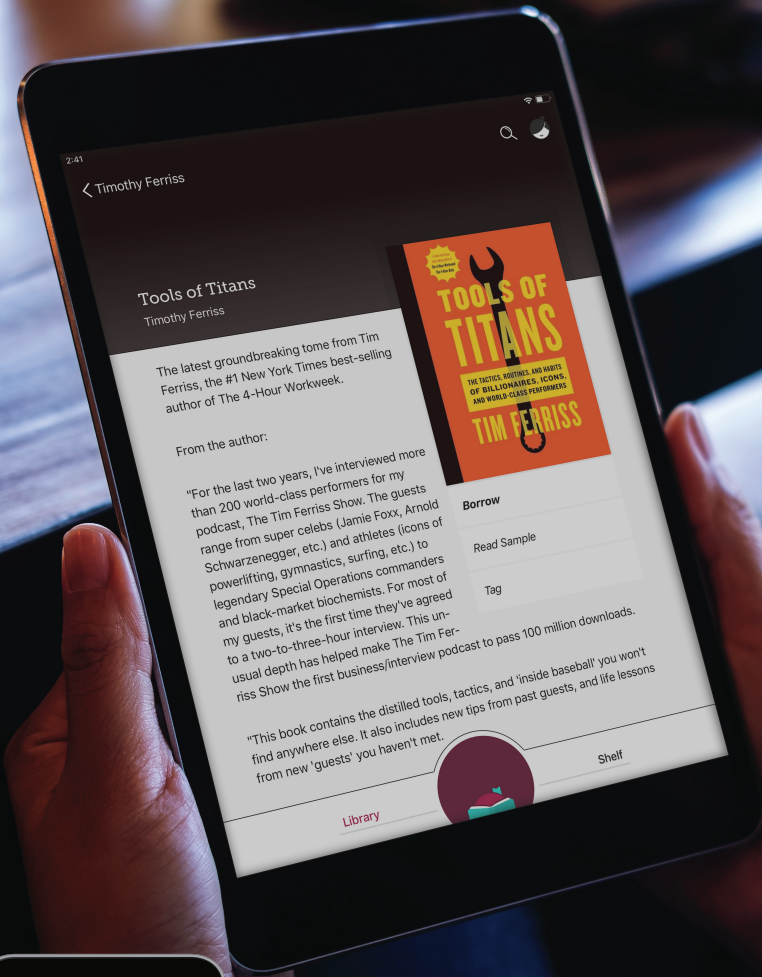 2:41
Timothy Ferriss
Tools of Titans
Timothy Ferriss
TOOLS OF
TITANS
THE TACTICS, ROUTINES, AND HABITS
OF BILLIONAIRES, ICONS,
AND WORLD-CLASS PERFORMERS
TIM FERRISS
The latest groundbreaking tome from Tim
Ferriss, the #1 New York Times best-selling
author of The 4-Hour Workweek.
From the author:
"For the last two years, I've interviewed more
than 200 world-class performers for my
podcast, The Tim Ferriss Show. The guests
range from super celebs (Jamie Foxx, Arnold
Schwarzenegger, etc.) and athletes (icons of
powerlifting, gymnastics, surfing, etc.) to
legendary Special Operations commanders
and black-market biochemists. For most of
my guests, it's the first time they've agreed
to a two-to-three-hour interview. This un-
usual depth has helped make The Tim Fer-
riss Show the first business/interview podcast to pass 100 million downloads.
Borrow
Read Sample
Tag
"This book contains the distilled tools, tactics, and 'inside baseball' you won't
find anywhere else. It also includes new tips from past guests, and life lessons
from new 'guests' you haven't met.
Library
Shelf